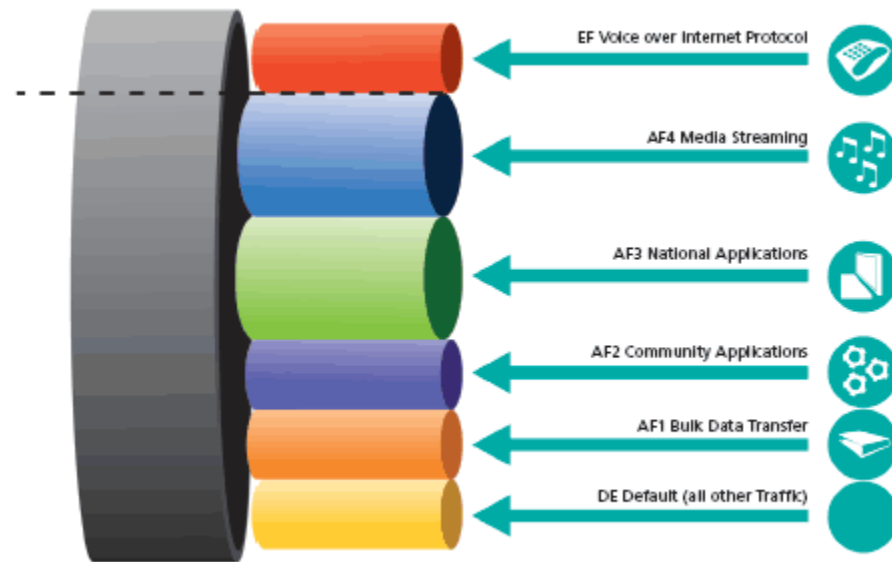 EF Voice over Internet Protocol
AF4 Media Streaming
AF3 National Applications
AF2 Community Applications
AF1 Bulk Data Transfer
DE Default (all other Traffic)